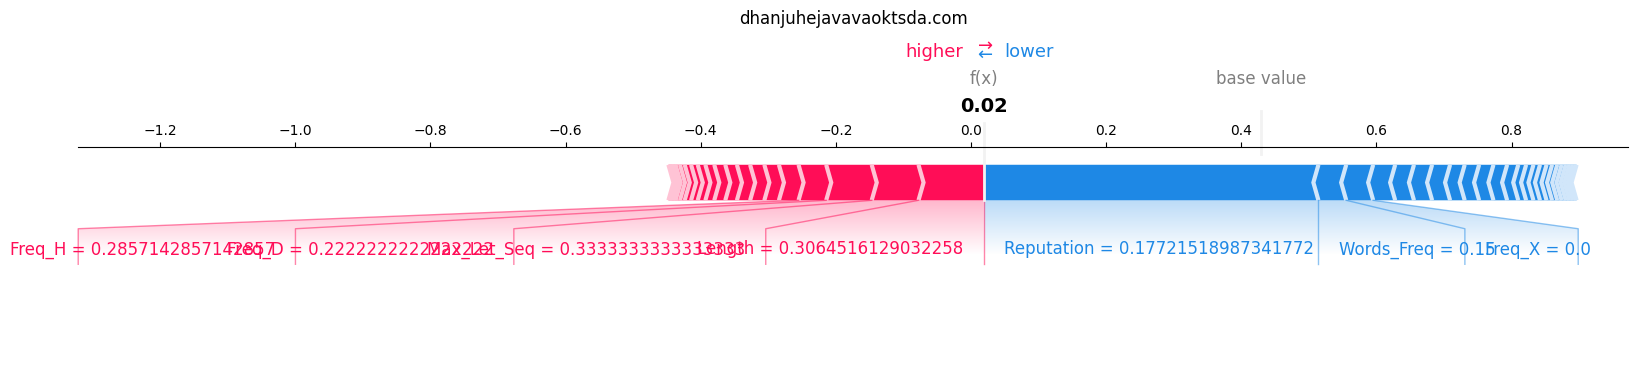 dhanjuhejavavaoktsda.com
higher ⇄ lower
f(x) base value
0.02
−1.2 −1.0 −0.8 −0.6 −0.4 −0.2 0.0 0.2 0.4 0.6 0.8
Freq_H = 0.2857142857142857 Freq_D = 0.2222222222222222 Max_Let_Seq = 0.3333333333333333 Length = 0.3064516129032258 Reputation = 0.17721518987341772 Words_Freq = 0.15 Freq_X = 0.0